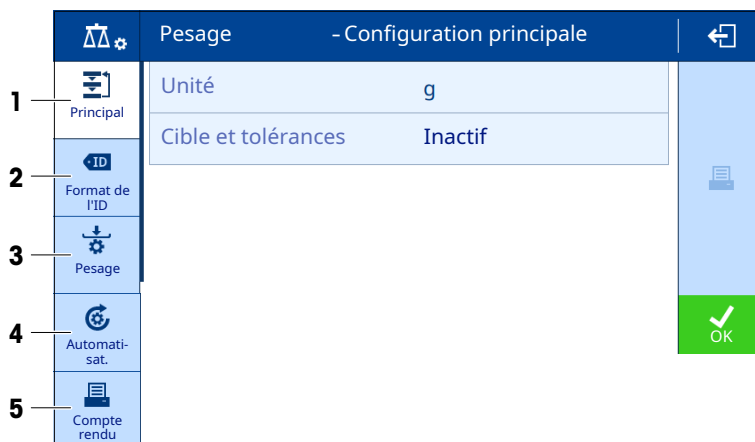 Pesage – Configuration principale
1
Principal
Unité g
Cible et tolérances Inactif
2
ID
Format de
l'ID
3
Pesage
4
Automati-
sat.
OK
5
Compte
rendu